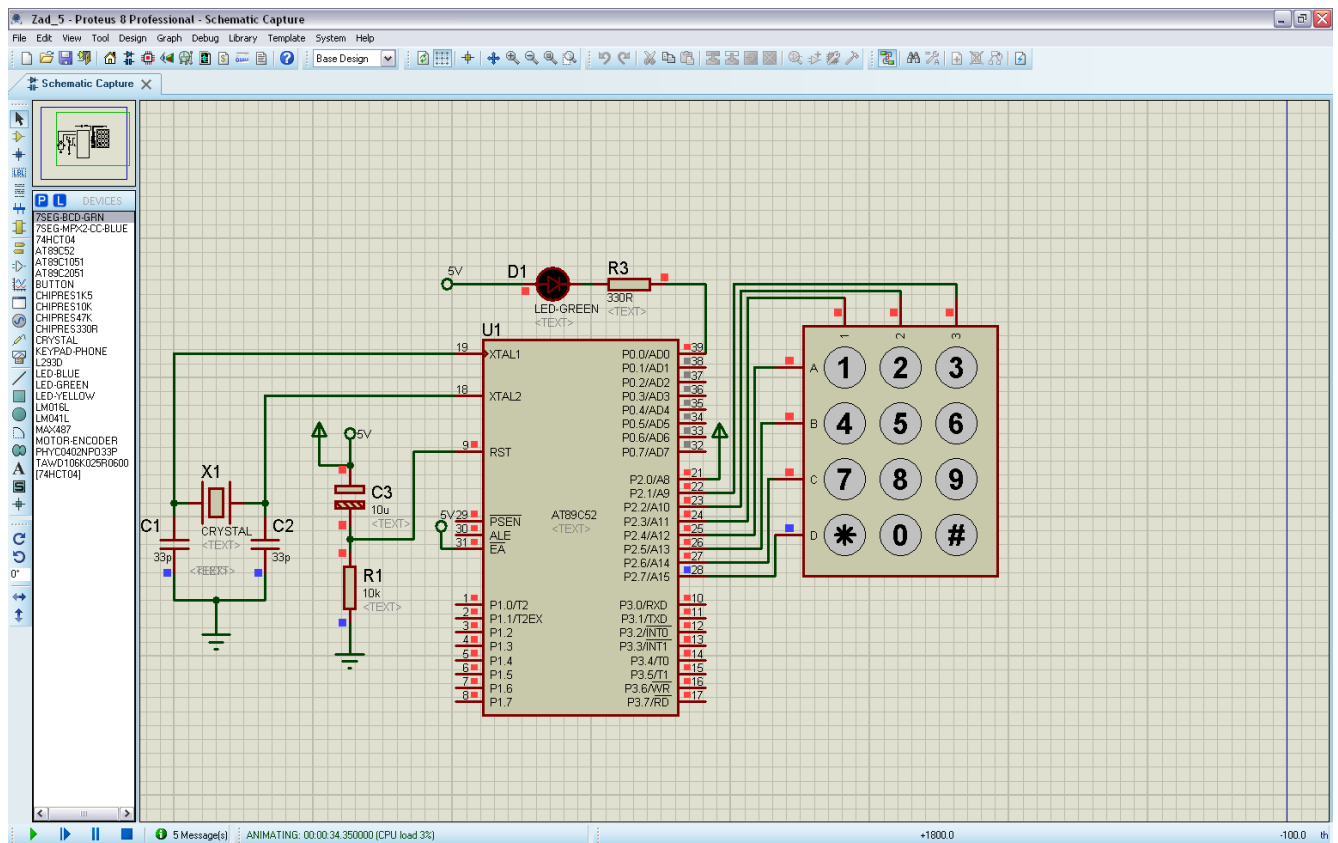 Zad_5 - Proteus 8 Professional - Schematic Capture
File Edit View Tool Design Graph Debug Library Template System Help
Base Design
Schematic Capture
P L DEVICES
7SEG-BCD-GRN
7SEG-MPX2-CC-BLUE
74HCT04
AT89C52
AT89C1051
AT89C2051
BUTTON
CHIPRES1K5
CHIPRES10K
CHIPRES47K
CHIPRES330R
CRYSTAL
KEYPAD-PHONE
L293D
LED-BLUE
LED-GREEN
LED-YELLOW
LM016L
LM041L
MAX487
MOTOR-ENCODER
PHYC0402NPO33P
TAWD106K025R0600
[74HCT04]
LBL
A
S
0°
5V
D1
LED-GREEN
<TEXT>
R3
330R
<TEXT>
U1
AT89C52
<TEXT>
19 XTAL1
18 XTAL2
9 RST
29 PSEN
30 ALE
31 EA
1 P1.0/T2
2 P1.1/T2EX
3 P1.2
4 P1.3
5 P1.4
6 P1.5
7 P1.6
8 P1.7
P0.0/AD0 39
P0.1/AD1 38
P0.2/AD2 37
P0.3/AD3 36
P0.4/AD4 35
P0.5/AD5 34
P0.6/AD6 33
P0.7/AD7 32
P2.0/A8 21
P2.1/A9 22
P2.2/A10 23
P2.3/A11 24
P2.4/A12 25
P2.5/A13 26
P2.6/A14 27
P2.7/A15 28
P3.0/RXD 10
P3.1/TXD 11
P3.2/INT0 12
P3.3/INT1 13
P3.4/T0 14
P3.5/T1 15
P3.6/WR 16
P3.7/RD 17
5V
5V
X1
CRYSTAL
<TEXT>
C1
33p
C2
33p
C3
10u
<TEXT>
R1
10k
<TEXT>
1 2 3
A 1 2 3
B 4 5 6
C 7 8 9
D * 0 #
5 Message(s) ANIMATING: 00:00:34.350000 (CPU load 3%) +1800.0 -100.0 th